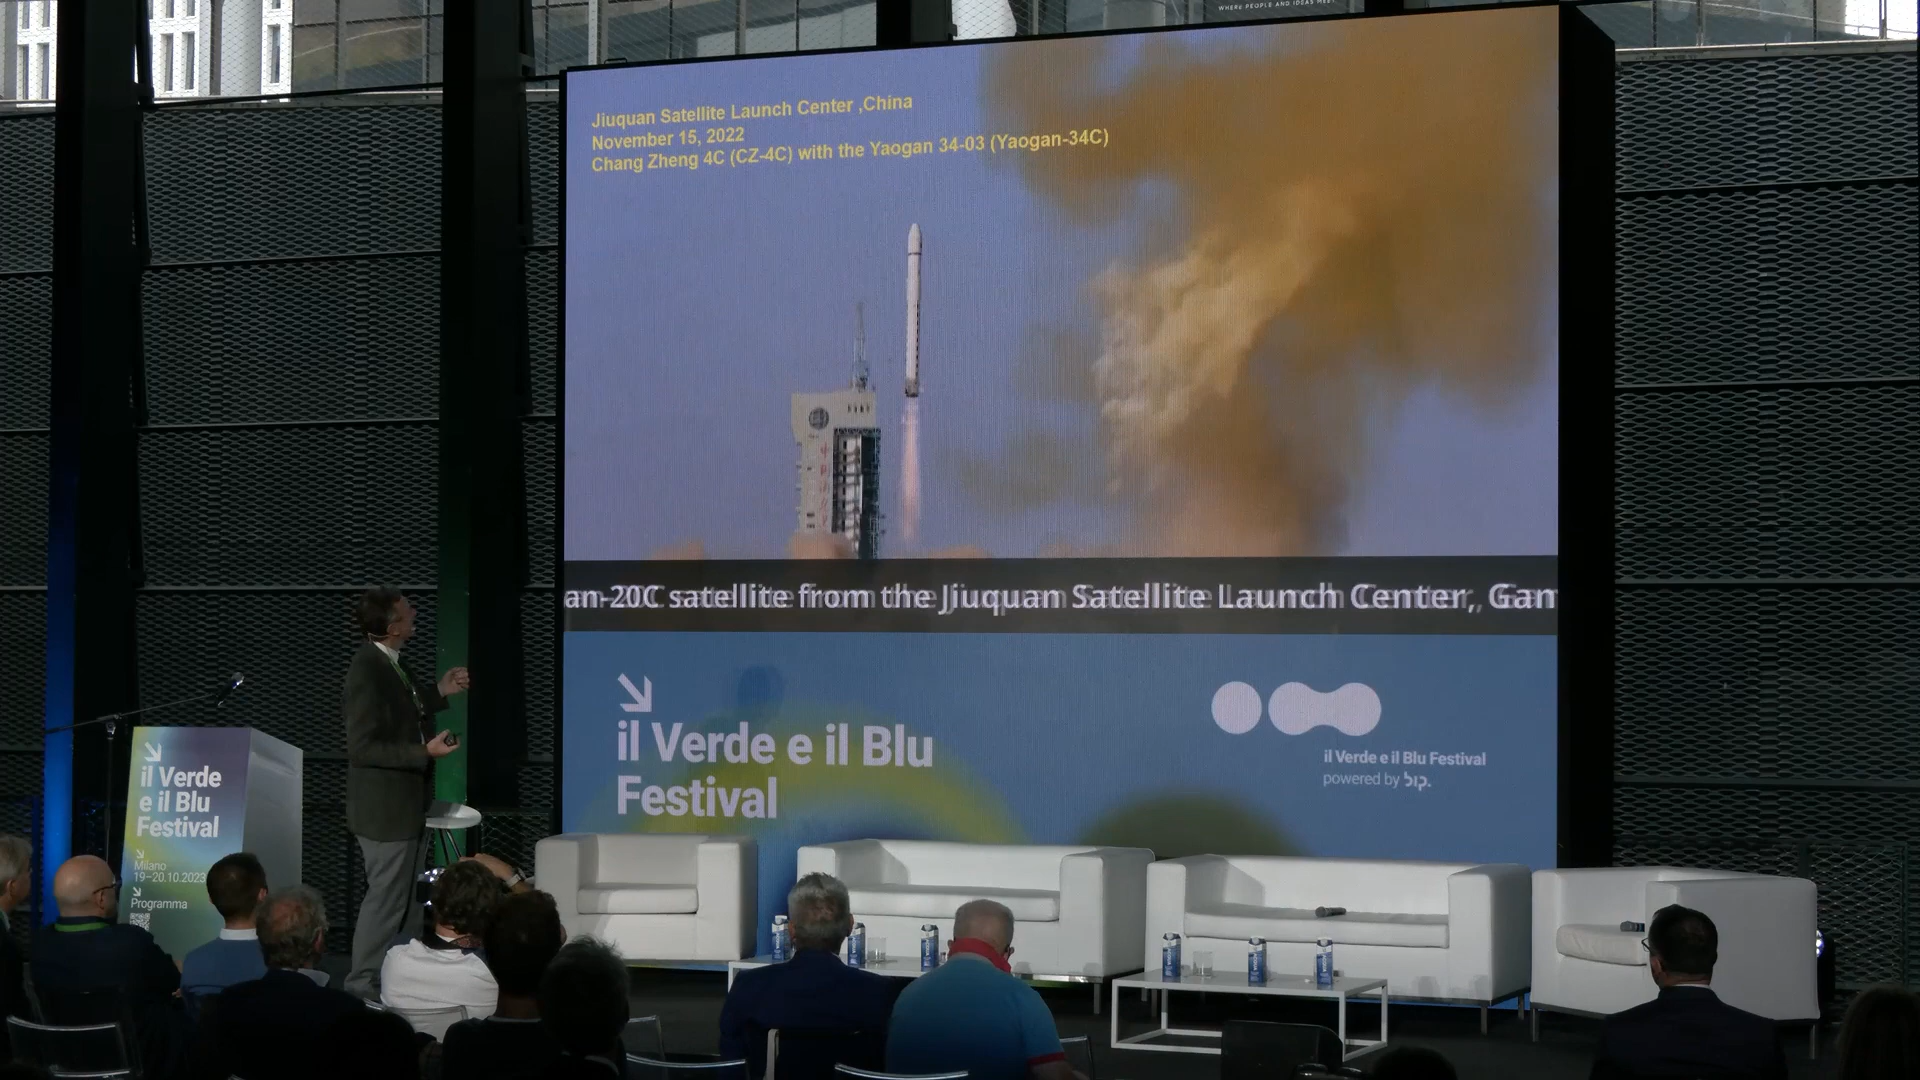 WHERE PEOPLE AND IDEAS MEET
Jiuquan Satellite Launch Center ,China
November 15, 2022
Chang Zheng 4C (CZ-4C) with the Yaogan 34-03 (Yaogan-34C)
an-20C satellite from the Jiuquan Satellite Launch Center, Gan
il Verde e il Blu
Festival
il Verde e il Blu Festival
powered by bip.
il Verde
e il Blu
Festival
Milano
19-20.10.2023
Programma